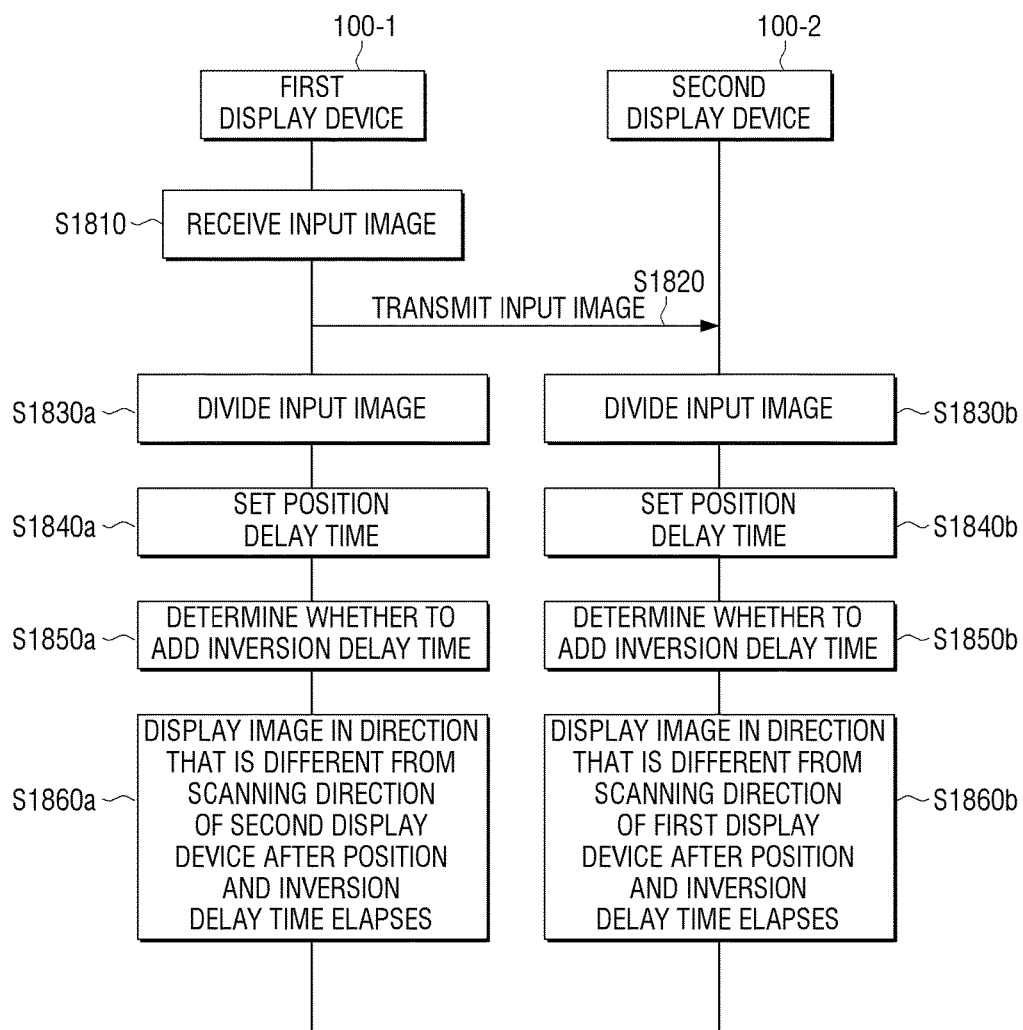 100-1
100-2
FIRST
DISPLAY DEVICE
SECOND
DISPLAY DEVICE
S1810
RECEIVE INPUT IMAGE
S1820
TRANSMIT INPUT IMAGE
S1830a
DIVIDE INPUT IMAGE
DIVIDE INPUT IMAGE
S1830b
S1840a
SET POSITION
DELAY TIME
SET POSITION
DELAY TIME
S1840b
S1850a
DETERMINE WHETHER TO
ADD INVERSION DELAY TIME
DETERMINE WHETHER TO
ADD INVERSION DELAY TIME
S1850b
S1860a
DISPLAY IMAGE IN DIRECTION
THAT IS DIFFERENT FROM
SCANNING DIRECTION
OF SECOND DISPLAY
DEVICE AFTER POSITION
AND INVERSION
DELAY TIME ELAPSES
DISPLAY IMAGE IN DIRECTION
THAT IS DIFFERENT FROM
SCANNING DIRECTION
OF FIRST DISPLAY
DEVICE AFTER POSITION
AND INVERSION
DELAY TIME ELAPSES
S1860b